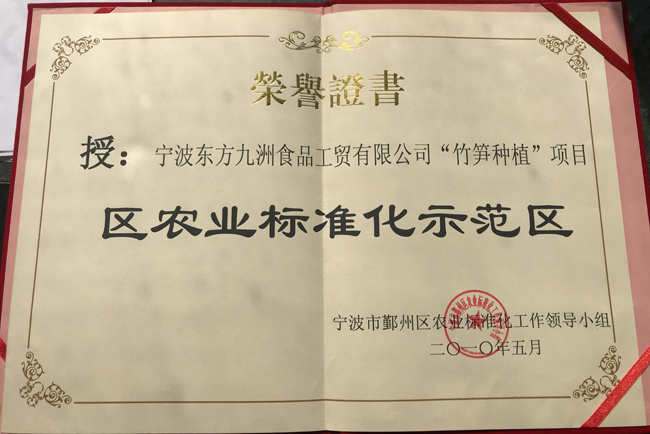 榮譽證書
授：宁波东方九洲食品工贸有限公司“竹笋种植”项目
区农业标准化示范区
宁波市鄞州区农业标准化工作领导小组
二〇一〇年五月